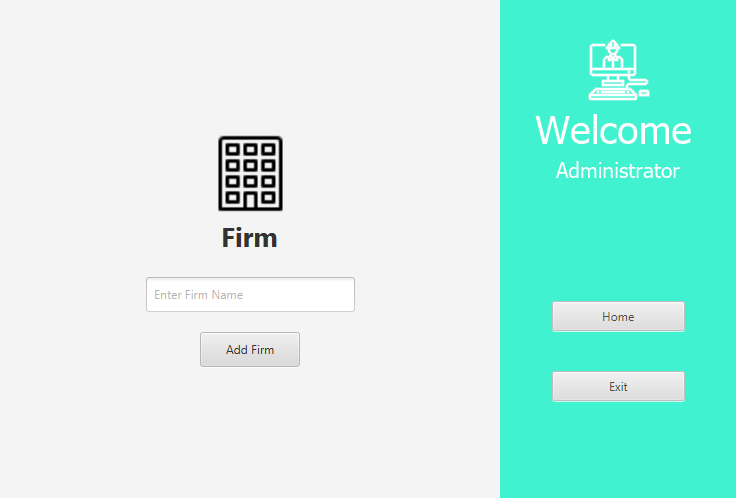 Firm
Enter Firm Name
Add Firm
Welcome
Administrator
Home
Exit